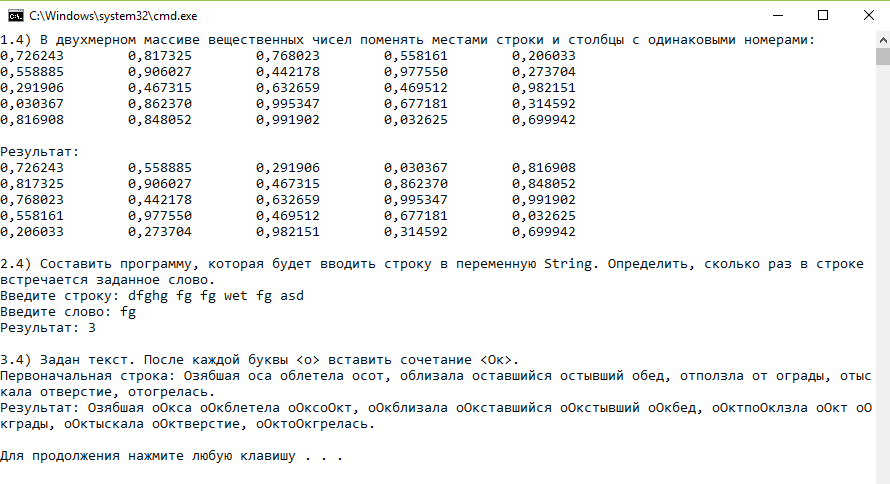 C:\Windows\system32\cmd.exe
1.4) В двухмерном массиве вещественных чисел поменять местами строки и столбцы с одинаковыми номерами:
0,726243 0,817325 0,768023 0,558161 0,206033
0,558885 0,906027 0,442178 0,977550 0,273704
0,291906 0,467315 0,632659 0,469512 0,982151
0,030367 0,862370 0,995347 0,677181 0,314592
0,816908 0,848052 0,991902 0,032625 0,699942
Результат:
0,726243 0,558885 0,291906 0,030367 0,816908
0,817325 0,906027 0,467315 0,862370 0,848052
0,768023 0,442178 0,632659 0,995347 0,991902
0,558161 0,977550 0,469512 0,677181 0,032625
0,206033 0,273704 0,982151 0,314592 0,699942
2.4) Составить программу, которая будет вводить строку в переменную String. Определить, сколько раз в строке
встречается заданное слово.
Введите строку: dfghg fg fg wet fg asd
Введите слово: fg
Результат: 3
3.4) Задан текст. После каждой буквы <о> вставить сочетание <Ок>.
Первоначальная строка: Озябшая оса облетела осот, облизала оставшийся остывший обед, отползла от ограды, отыс
кала отверстие, отогрелась.
Результат: Озябшая оОкса оОкблетела оОксоОкт, оОкблизала оОкставшийся оОкстывший оОкбед, оОктпоОклзла оОкт оО
кграды, оОктыскала оОктверстие, оОктоОкгрелась.
Для продолжения нажмите любую клавишу . . .